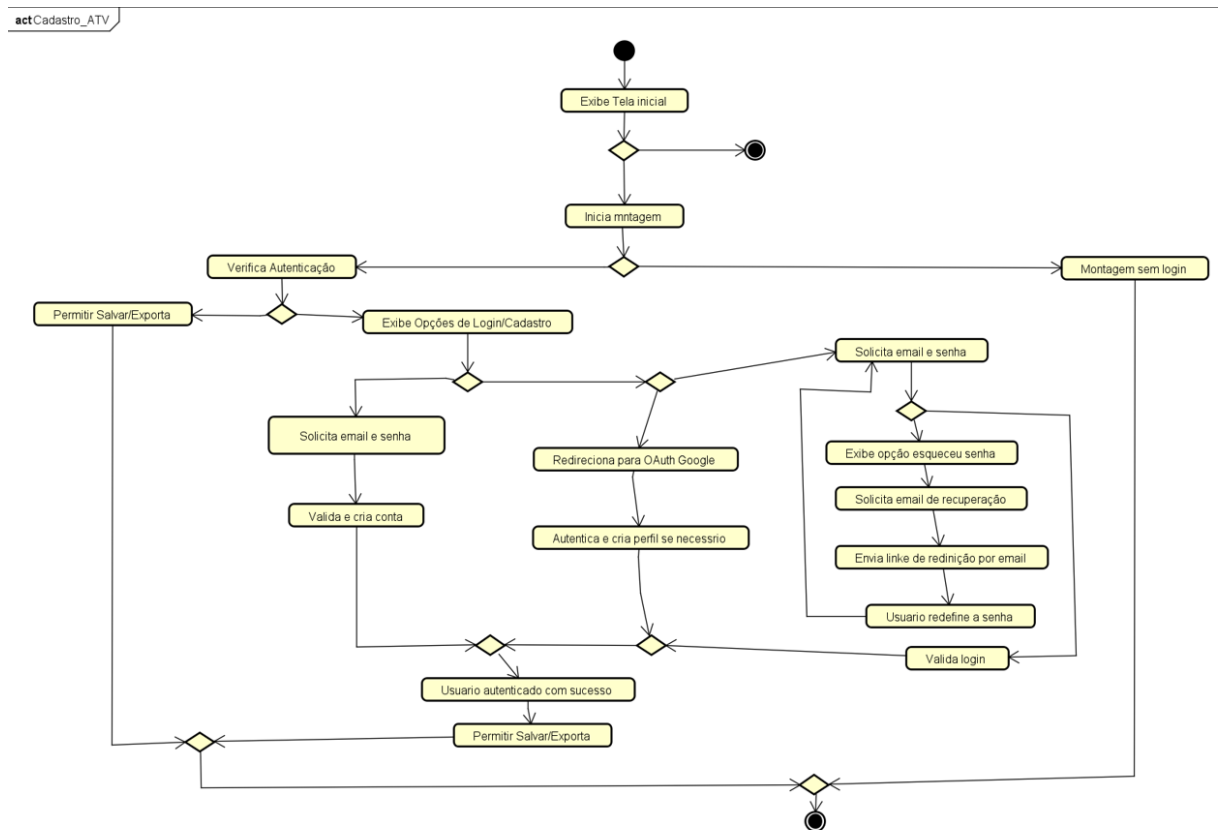 act Cadastro_ATV
Exibe Tela inicial
Inicia mntagem
Verifica Autenticação
Montagem sem login
Permitir Salvar/Exporta
Exibe Opções de Login/Cadastro
Solicita email e senha
Solicita email e senha
Redireciona para OAuth Google
Exibe opção esqueceu senha
Solicita email de recuperação
Valida e cria conta
Autentica e cria perfil se necessrio
Envia linke de redinição por email
Usuario redefine a senha
Valida login
Usuario autenticado com sucesso
Permitir Salvar/Exporta